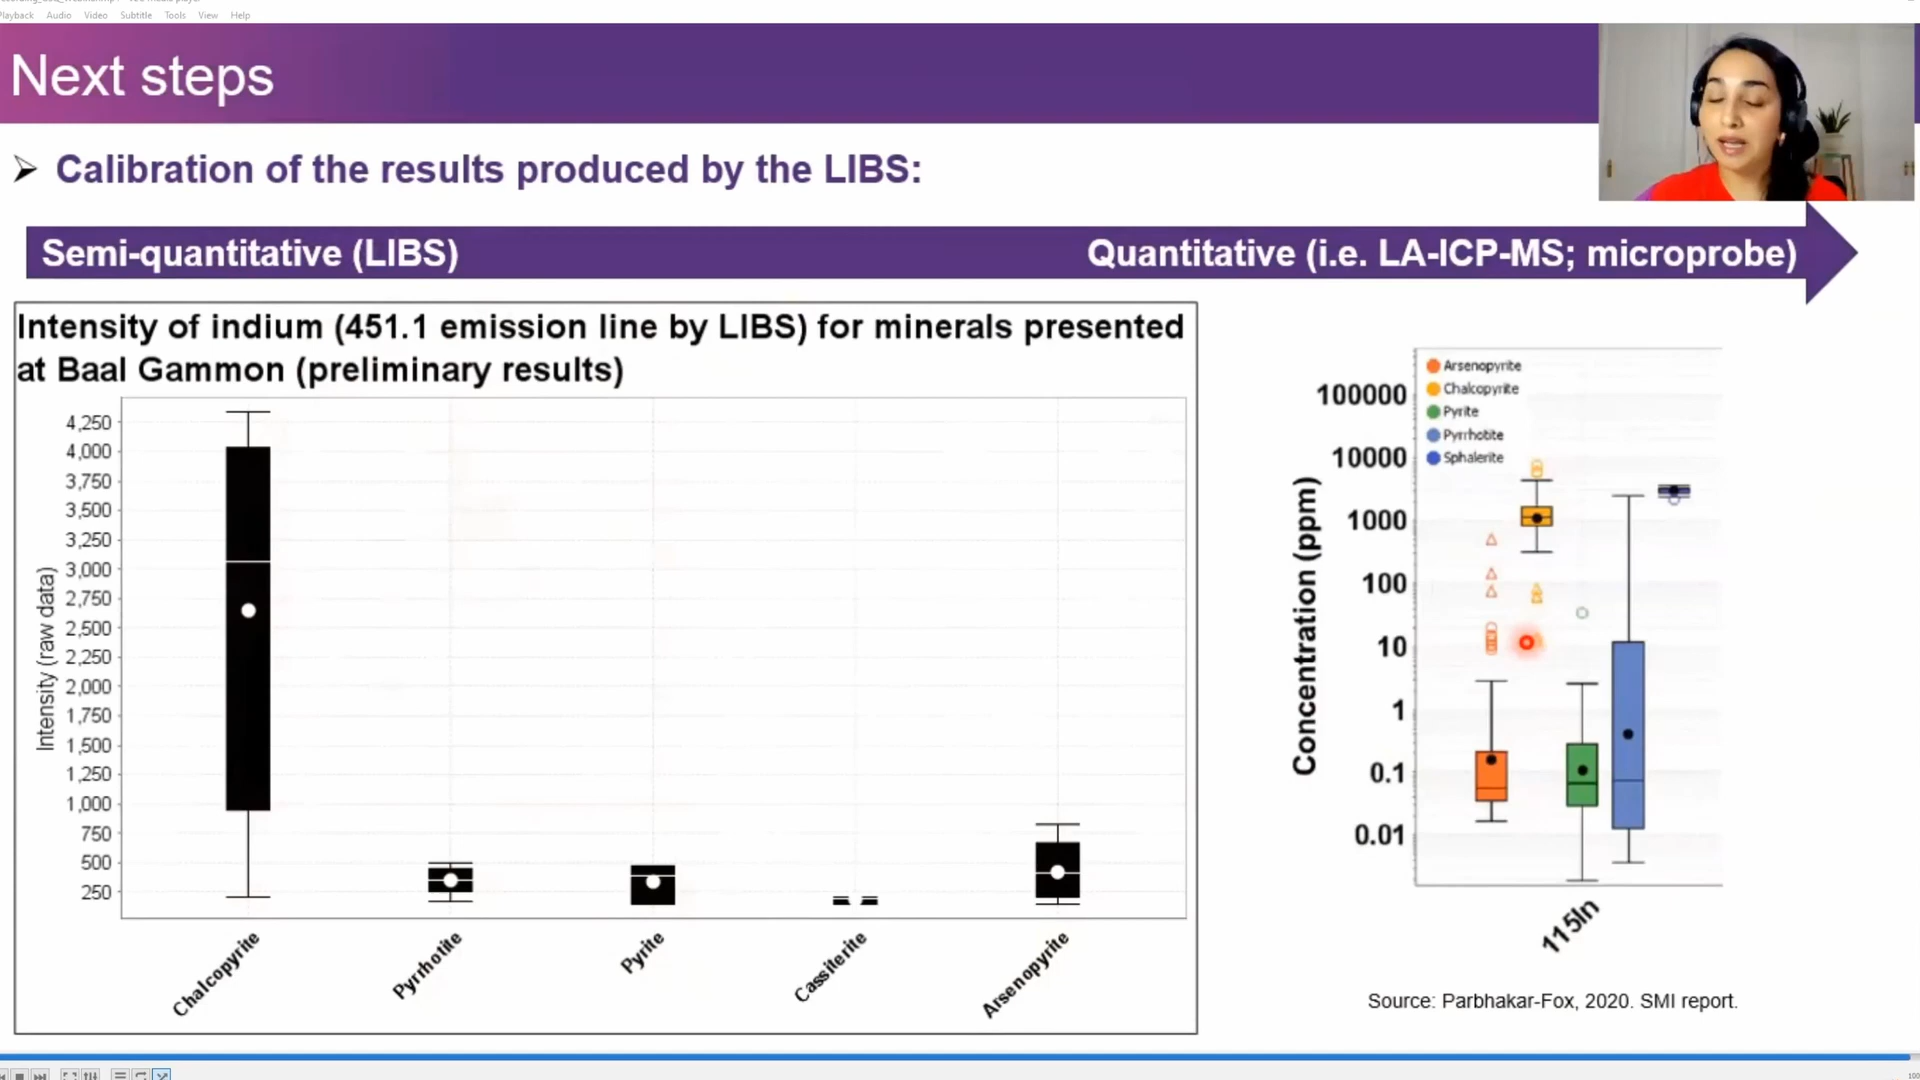 Playback Audio Video Subtitle Tools View Help
Next steps
➢ Calibration of the results produced by the LIBS:
Semi-quantitative (LIBS)
Quantitative (i.e. LA-ICP-MS; microprobe)
Intensity of indium (451.1 emission line by LIBS) for minerals presented
at Baal Gammon (preliminary results)
Intensity (raw data)
4,250
4,000
3,750
3,500
3,250
3,000
2,750
2,500
2,250
2,000
1,750
1,500
1,250
1,000
750
500
250
Chalcopyrite
Pyrrhotite
Pyrite
Cassiterite
Arsenopyrite
Concentration (ppm)
100000
10000
1000
100
10
1
0.1
0.01
Arsenopyrite
Chalcopyrite
Pyrite
Pyrrhotite
Sphalerite
115In
Source: Parbhakar-Fox, 2020. SMI report.